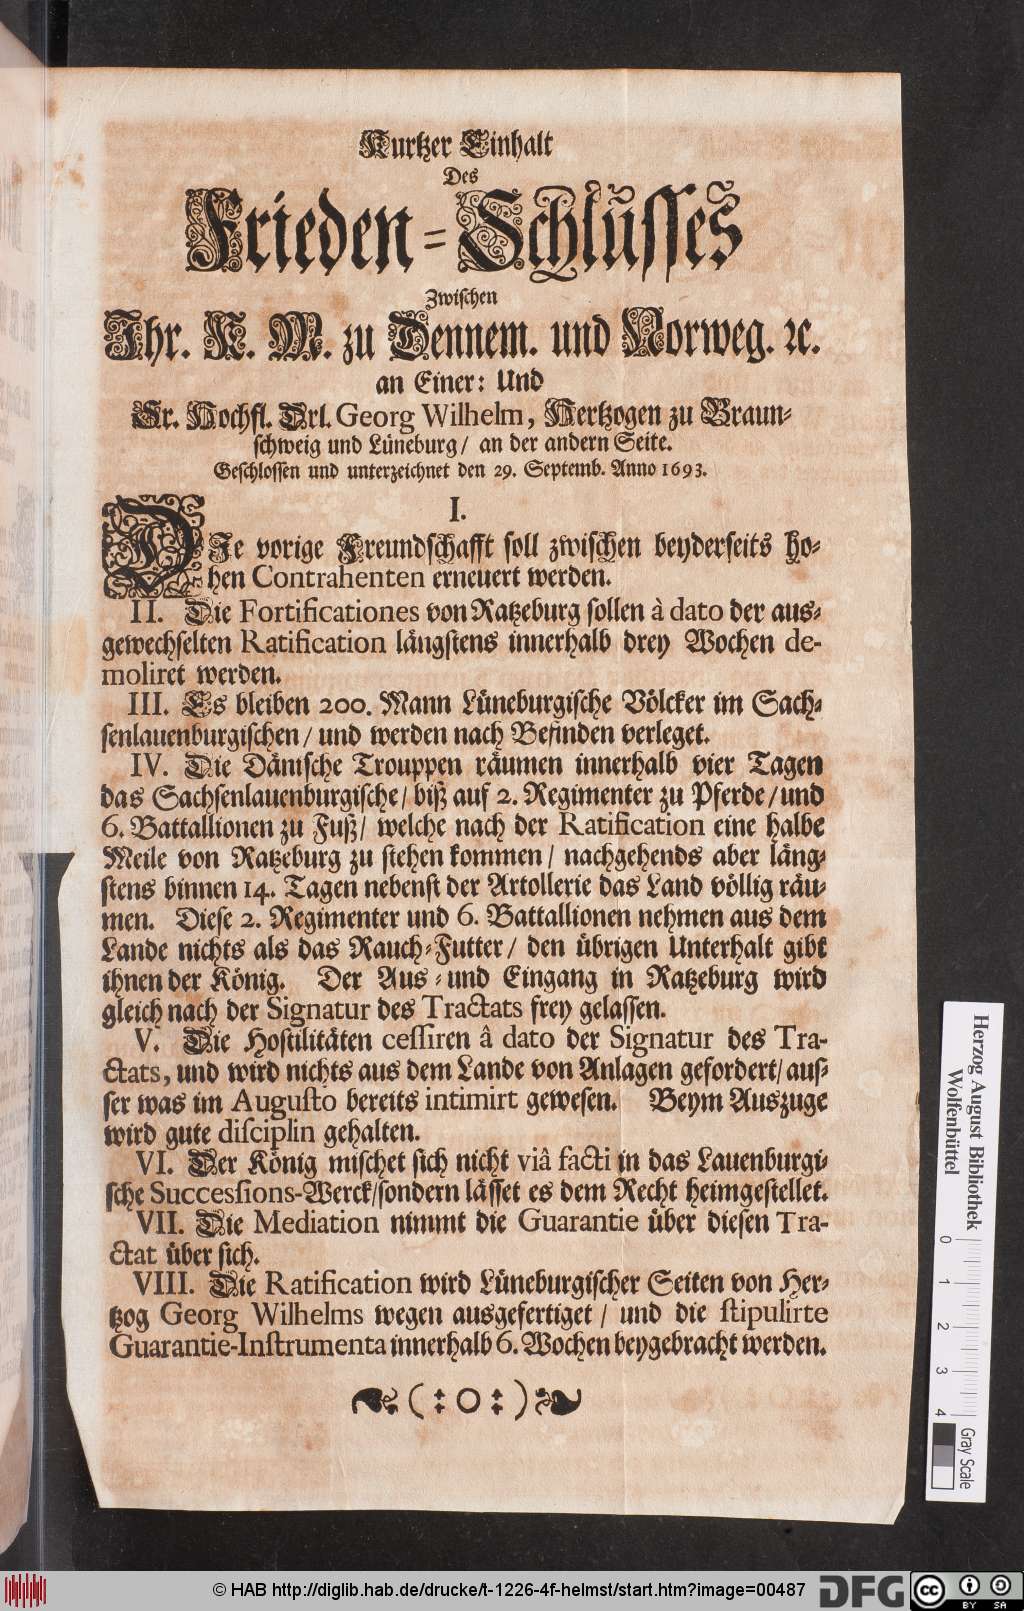 Kurtzer Einhalt
Des
Frieden-Schlusses
Zwischen
Ihr. K. M. zu Dennem. und Norweg. ꝛc.
an Einer: Und
Sr. Hochfl. Drl. Georg Wilhelm, Hertzogen zu Braun-
schweig und Lüneburg/ an der andern Seite.
Geschlossen und unterzeichnet den 29. Septemb. Anno 1693.
I.
DIe vorige Freundschafft soll zwischen beyderseits ho-
hen Contrahenten erneuert werden.
II. Die Fortificationes von Ratzeburg sollen à dato der aus-
gewechselten Ratification längstens innerhalb drey Wochen de-
moliret werden.
III. Es bleiben 200. Mann Lüneburgische Völcker im Sach-
senlauenburgischen/ und werden nach Befinden verleget.
IV. Die Dänische Trouppen räumen innerhalb vier Tagen
das Sachsenlauenburgische/ biß auf 2. Regimenter zu Pferde/ und
6. Battallionen zu Fuß/ welche nach der Ratification eine halbe
Meile von Ratzeburg zu stehen kommen/ nachgehends aber läng-
stens binnen 14. Tagen nebenst der Artollerie das Land völlig räu-
men. Diese 2. Regimenter und 6. Battallionen nehmen aus dem
Lande nichts als das Rauch-Futter/ den übrigen Unterhalt gibt
ihnen der König. Der Aus- und Eingang in Ratzeburg wird
gleich nach der Signatur des Tractats frey gelassen.
V. Die Hostilitäten cessiren â dato der Signatur des Tra-
ctats, und wird nichts aus dem Lande von Anlagen gefordert/ aus-
ser was im Augusto bereits intimirt gewesen. Beym Auszuge
wird gute disciplin gehalten.
VI. Der König mischet sich nicht viâ facti in das Lauenburgi-
sche Successions-Werck/ sondern lässet es dem Recht heimgestellet.
VII. Die Mediation nimmt die Guarantie über diesen Tra-
ctat über sich.
VIII. Die Ratification wird Lüneburgischer Seiten von Her-
tzog Georg Wilhelms wegen ausgefertiget/ und die stipulirte
Guarantie-Instrumenta innerhalb 6. Wochen beygebracht werden.
(:0:)
Herzog August Bibliothek
Wolfenbüttel
0 1 2 3 4
Gray Scale
© HAB http://diglib.hab.de/drucke/t-1226-4f-helmst/start.htm?image=00487
DFG
cc BY SA